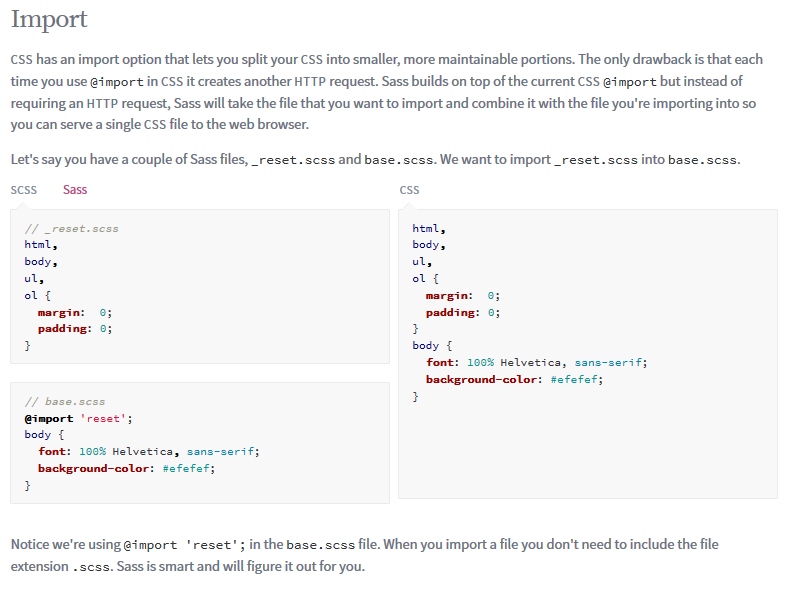 Import
CSS has an import option that lets you split your CSS into smaller, more maintainable portions. The only drawback is that each
time you use @import in CSS it creates another HTTP request. Sass builds on top of the current CSS @import but instead of
requiring an HTTP request, Sass will take the file that you want to import and combine it with the file you're importing into so
you can serve a single CSS file to the web browser.
Let's say you have a couple of Sass files, _reset.scss and base.scss. We want to import _reset.scss into base.scss.
SCSS Sass
// _reset.scss
html,
body,
ul,
ol {
  margin:  0;
  padding: 0;
}
// base.scss
@import 'reset';
body {
  font: 100% Helvetica, sans-serif;
  background-color: #efefef;
}
CSS
html,
body,
ul,
ol {
  margin:  0;
  padding: 0;
}
body {
  font: 100% Helvetica, sans-serif;
  background-color: #efefef;
}
Notice we're using @import 'reset'; in the base.scss file. When you import a file you don't need to include the file
extension .scss. Sass is smart and will figure it out for you.